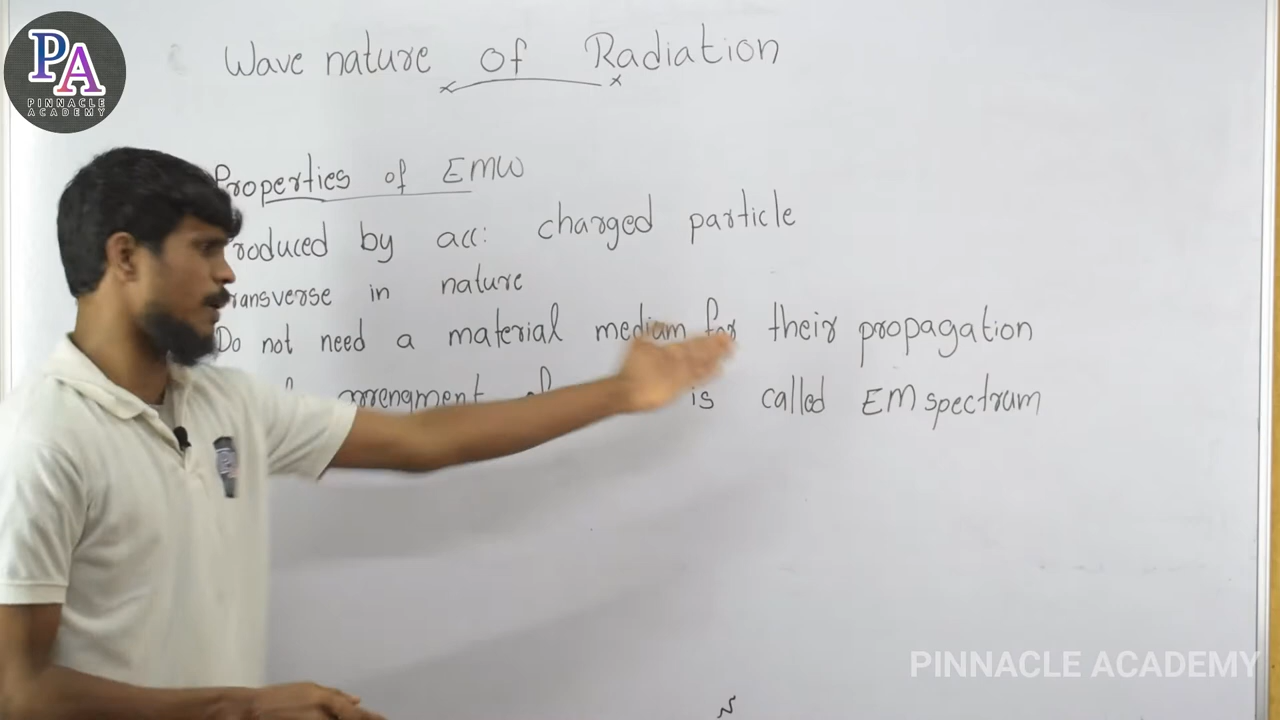 PA
PINNACLE
ACADEMY
Wave nature of Radiation
Properties of EMW
roduced by acc: charged particle
ransverse in nature
Do not need a material medium for their propagation
arrengment is called EM spectrum
PINNACLE ACADEMY